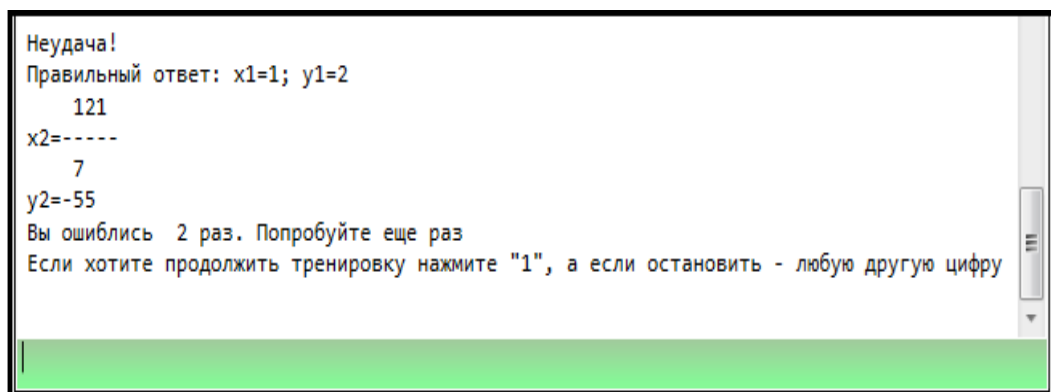 Неудача!
Правильный ответ: x1=1; y1=2
121
x2=-----
7
y2=-55
Вы ошиблись  2 раз. Попробуйте еще раз
Если хотите продолжить тренировку нажмите "1", а если остановить - любую другую цифру